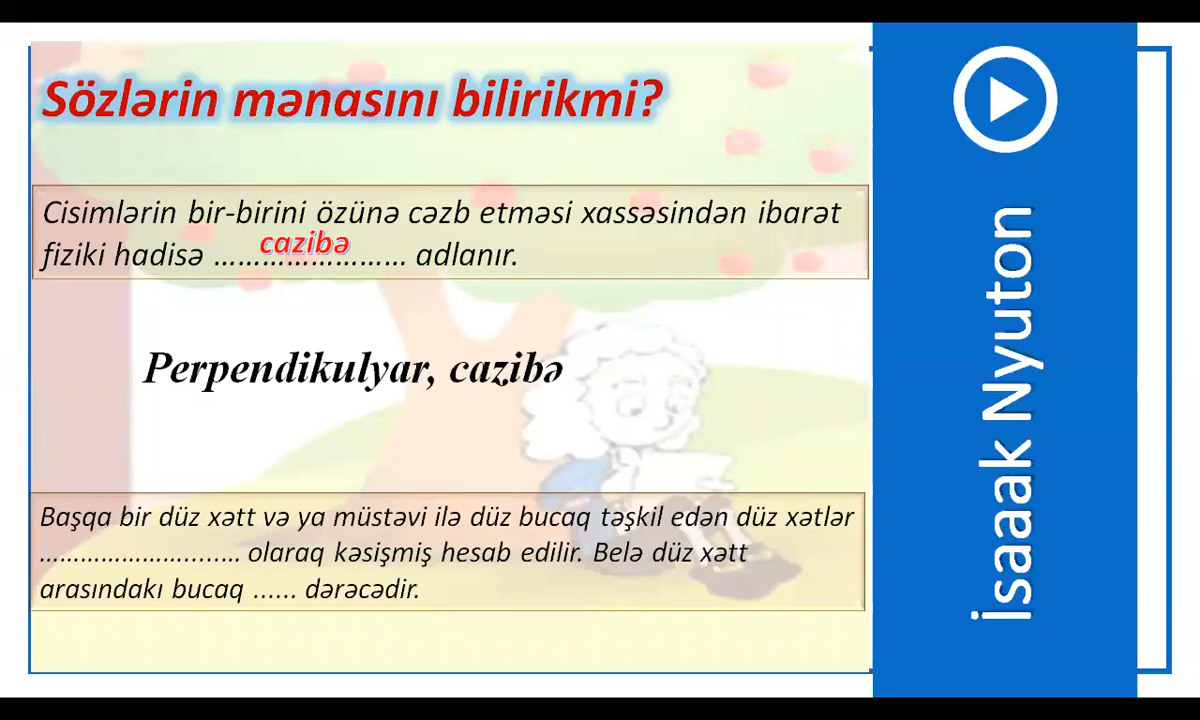 Sözlərin mənasını bilirikmi?
Cisimlərin bir-birini özünə cəzb etməsi xassəsindən ibarət
fiziki hadisə ........................ adlanır.
cazibə
Perpendikulyar, cazibə
Başqa bir düz xətt və ya müstəvi ilə düz bucaq təşkil edən düz xətlər
............................ olaraq kəsişmiş hesab edilir. Belə düz xətt
arasındakı bucaq ...... dərəcədir.
İsaak Nyuton